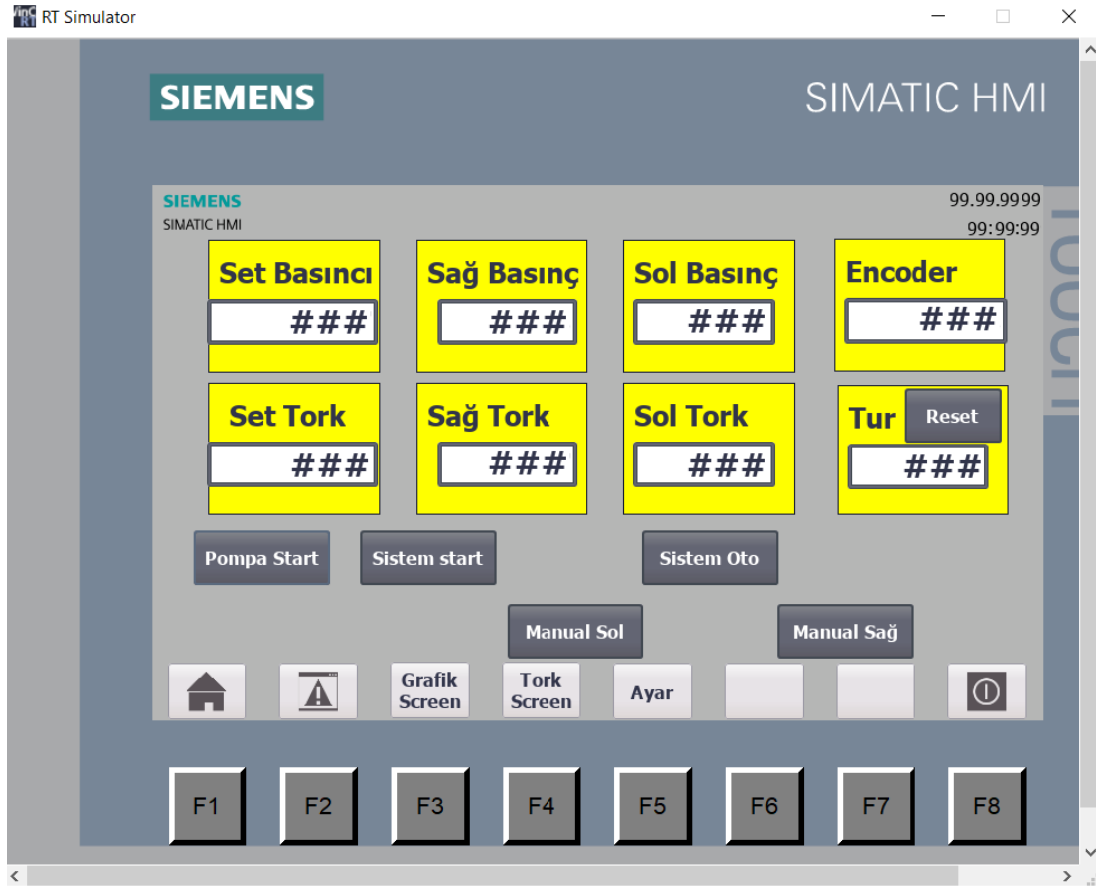 RT Simulator
SIEMENS
SIMATIC HMI
SIEMENS
SIMATIC HMI
99.99.9999
99:99:99
Set Basıncı
###
Sağ Basınç
###
Sol Basınç
###
Encoder
###
Set Tork
###
Sağ Tork
###
Sol Tork
###
Tur
Reset
###
Pompa Start
Sistem start
Sistem Oto
Manual Sol
Manual Sağ
Grafik
Screen
Tork
Screen
Ayar
F1
F2
F3
F4
F5
F6
F7
F8